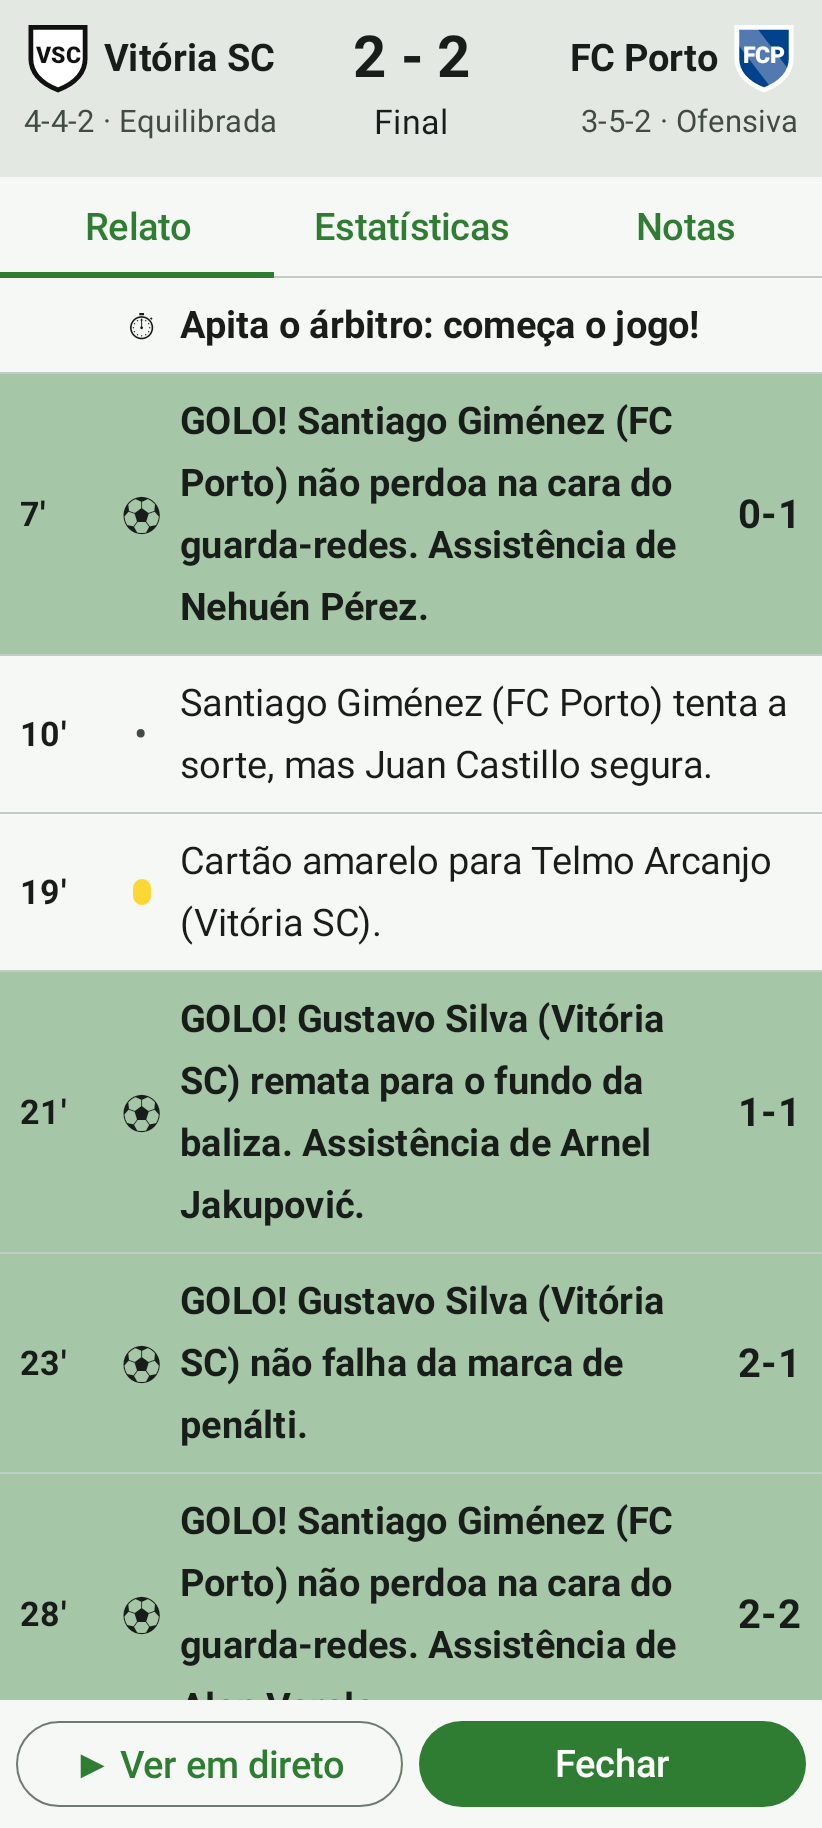 VSC Vitória SC 2 - 2 FC Porto FCP
4-4-2 · Equilibrada Final 3-5-2 · Ofensiva
Relato Estatísticas Notas
Apita o árbitro: começa o jogo!
GOLO! Santiago Giménez (FC
Porto) não perdoa na cara do
7' 0-1
guarda-redes. Assistência de
Nehuén Pérez.
Santiago Giménez (FC Porto) tenta a
10'
sorte, mas Juan Castillo segura.
Cartão amarelo para Telmo Arcanjo
19'
(Vitória SC).
GOLO! Gustavo Silva (Vitória
SC) remata para o fundo da
21' 1-1
baliza. Assistência de Arnel
Jakupović.
GOLO! Gustavo Silva (Vitória
23' SC) não falha da marca de 2-1
penálti.
GOLO! Santiago Giménez (FC
Porto) não perdoa na cara do
28' 2-2
guarda-redes. Assistência de
► Ver em direto Fechar